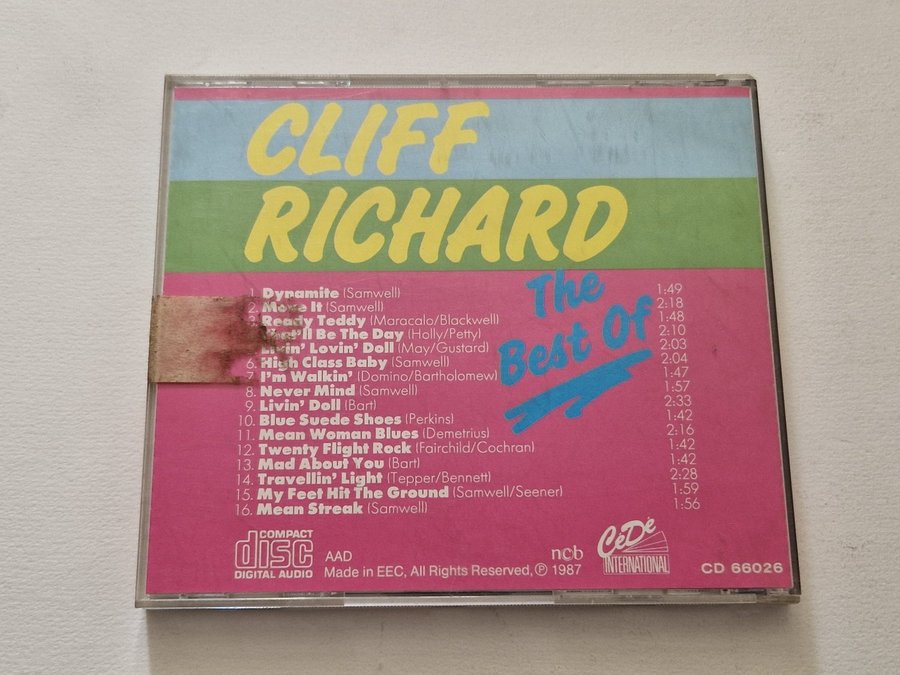 CLIFF
RICHARD
The
Best Of
1. Dynamite (Samwell) 1:49
2. Move It (Samwell) 2:18
Ready Teddy (Maracalo/Blackwell) 1:48
Be The Day (Holly/Petty) 2:10
Lovin' Doll (May/Gustard) 2:03
6. High Class Baby (Samwell) 2:04
7. I'm Walkin' (Domino/Bartholomew) 1:47
8. Never Mind (Samwell) 1:57
9. Livin' Doll (Bart) 2:33
10. Blue Suede Shoes (Perkins) 1:42
11. Mean Woman Blues (Demetrius) 2:16
12. Twenty Flight Rock (Fairchild/Cochran) 1:42
13. Mad About You (Bart) 1:42
14. Travellin' Light (Tepper/Bennett) 2:28
15. My Feet Hit The Ground (Samwell/Seener) 1:59
16. Mean Streak (Samwell) 1:56
COMPACT
disc
DIGITAL AUDIO
AAD
Made in EEC, All Rights Reserved, ℗ 1987
ncb
CéDé
INTERNATIONAL
CD 66026